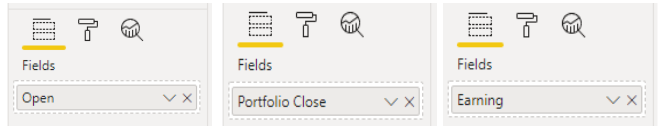 Fields
Open
Fields
Portfolio Close
Fields
Earning